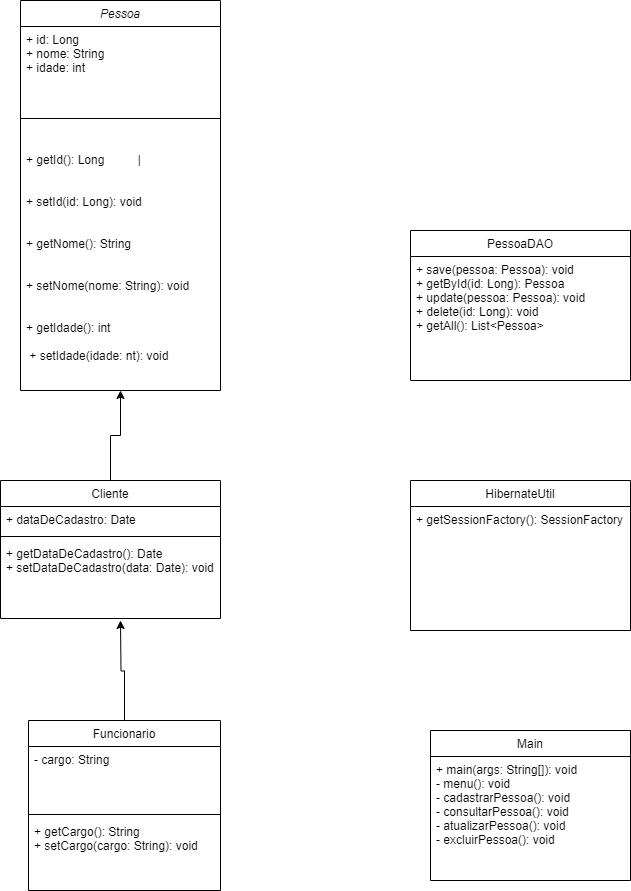 Pessoa
+ id: Long
+ nome: String
+ idade: int
+ getId(): Long |
+ setId(id: Long): void
+ getNome(): String
+ setNome(nome: String): void
+ getIdade(): int
+ setIdade(idade: nt): void
PessoaDAO
+ save(pessoa: Pessoa): void
+ getById(id: Long): Pessoa
+ update(pessoa: Pessoa): void
+ delete(id: Long): void
+ getAll(): List<Pessoa>
Cliente
+ dataDeCadastro: Date
+ getDataDeCadastro(): Date
+ setDataDeCadastro(data: Date): void
HibernateUtil
+ getSessionFactory(): SessionFactory
Funcionario
- cargo: String
+ getCargo(): String
+ setCargo(cargo: String): void
Main
+ main(args: String[]): void
- menu(): void
- cadastrarPessoa(): void
- consultarPessoa(): void
- atualizarPessoa(): void
- excluirPessoa(): void